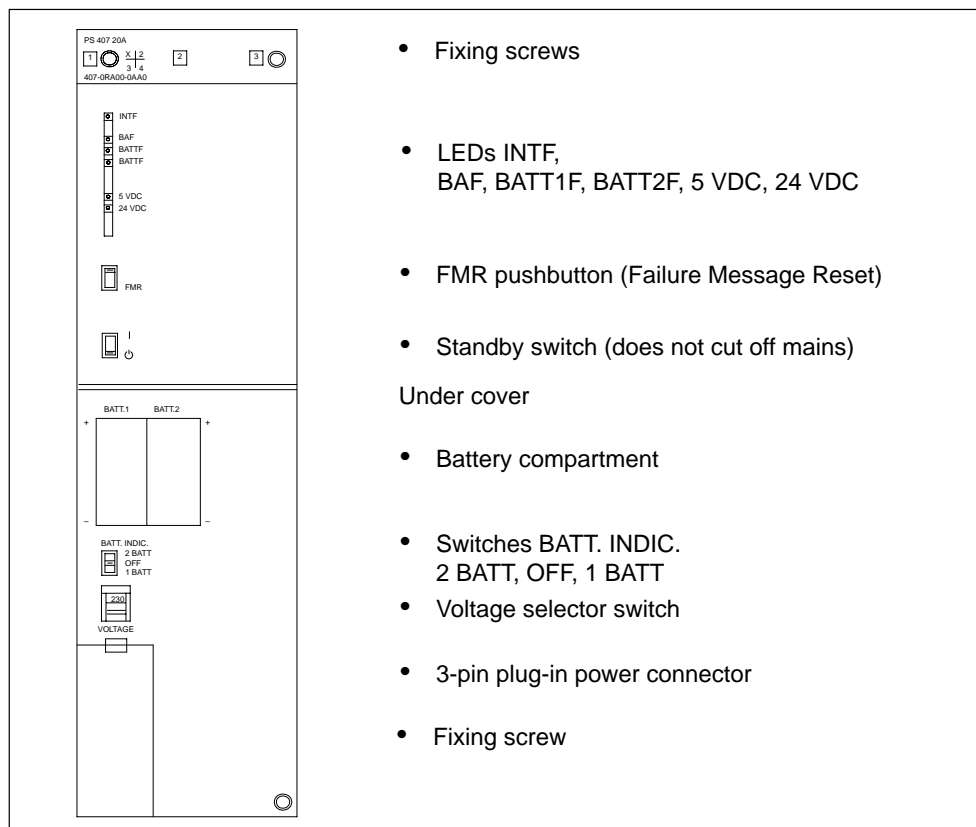 PS 407 20A
1 X 2 2 3
3 4
407-0RA00-0AA0
INTF
BAF
BATTF
BATTF
5 VDC
24 VDC
FMR
I
BATT.1 BATT.2
+ +
– –
BATT. INDIC.
2 BATT
OFF
1 BATT
230
VOLTAGE
• Fixing screws
• LEDs INTF,
BAF, BATT1F, BATT2F, 5 VDC, 24 VDC
• FMR pushbutton (Failure Message Reset)
• Standby switch (does not cut off mains)
Under cover
• Battery compartment
• Switches BATT. INDIC.
2 BATT, OFF, 1 BATT
• Voltage selector switch
• 3-pin plug-in power connector
• Fixing screw